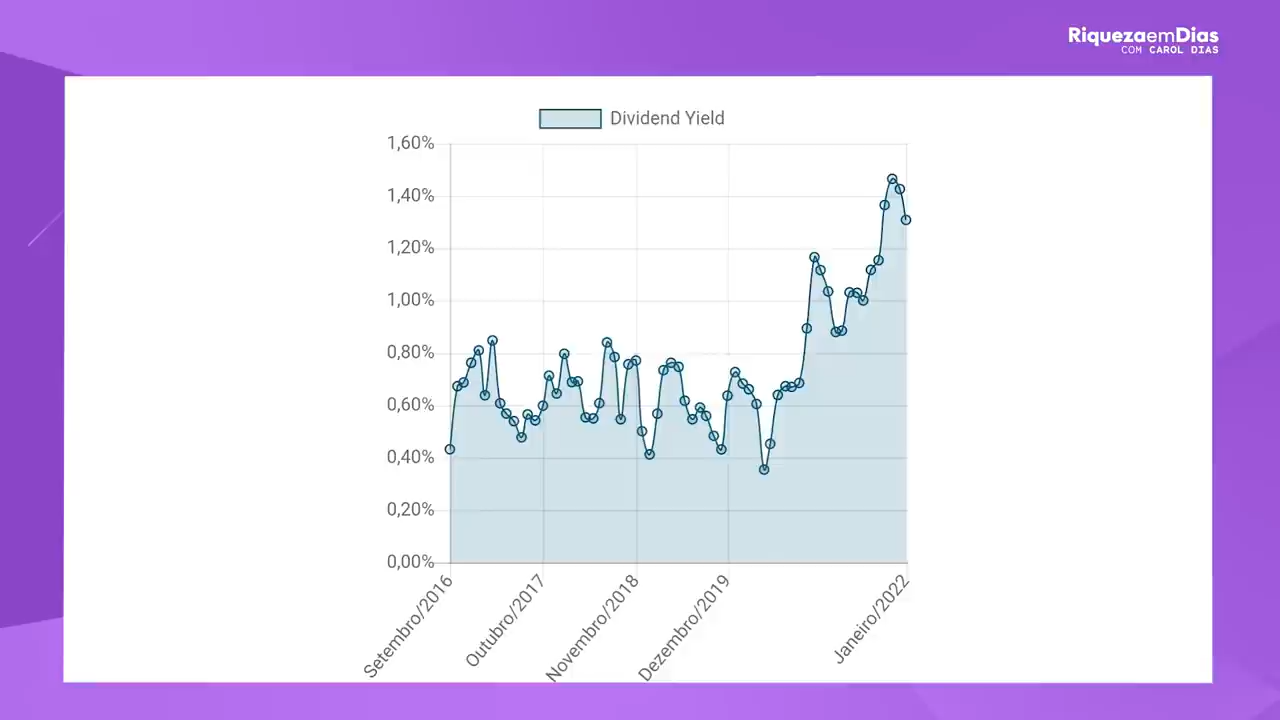 RiquezaemDias
COM CAROL DIAS
Dividend Yield
1,60%
1,40%
1,20%
1,00%
0,80%
0,60%
0,40%
0,20%
0,00%
Setembro/2016
Outubro/2017
Novembro/2018
Dezembro/2019
Janeiro/2022